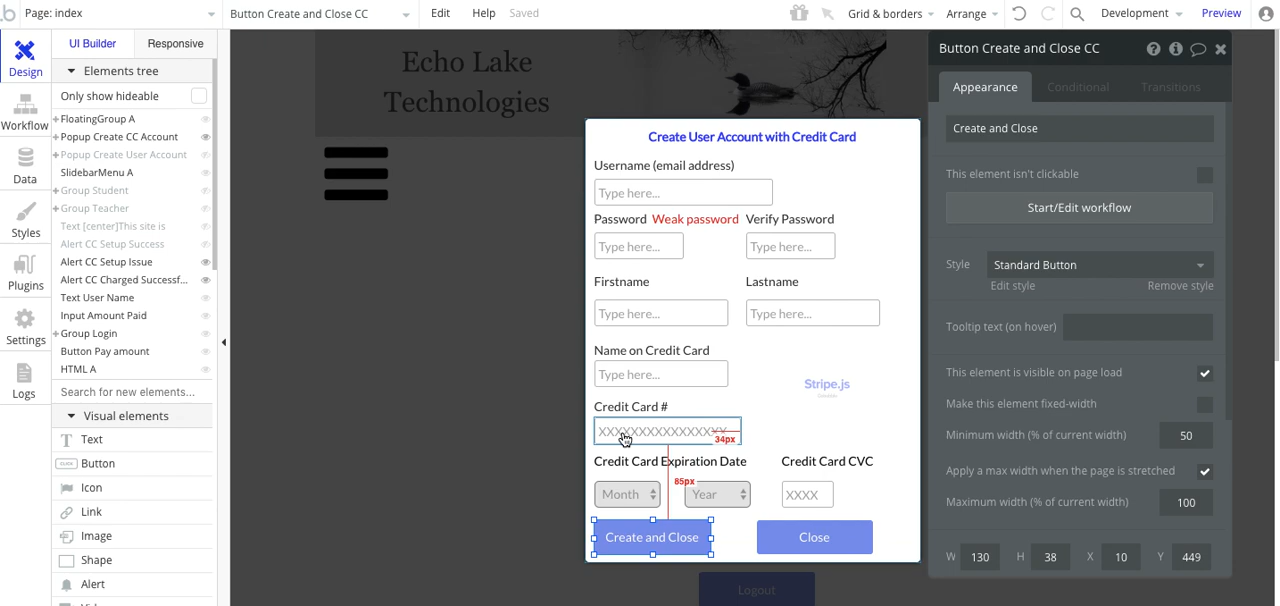 Page: index
Button Create and Close CC
Edit
Help
Saved
Grid & borders
Arrange
Development
Preview
Design
Workflow
Data
Styles
Plugins
Settings
Logs
UI Builder
Responsive
Elements tree
Only show hideable
FloatingGroup A
Popup Create CC Account
Popup Create User Account
SlidebarMenu A
Group Student
Group Teacher
Text [center]This site is
Alert CC Setup Success
Alert CC Setup Issue
Alert CC Charged Successf...
Text User Name
Input Amount Paid
Group Login
Button Pay amount
HTML A
Search for new elements...
Visual elements
Text
CLICK Button
Icon
Link
Image
Shape
Alert
Echo Lake
Technologies
Create User Account with Credit Card
Username (email address)
Type here...
Password Weak password Verify Password
Type here... Type here...
Firstname Lastname
Type here... Type here...
Name on Credit Card
Type here...
Stripe.js
Credit Card #
XXXXXXXXXXXXXXXX
34px
Credit Card Expiration Date Credit Card CVC
85px
Month Year XXXX
Create and Close Close
Logout
Button Create and Close CC
Appearance
Conditional
Transitions
Create and Close
This element isn't clickable
Start/Edit workflow
Style Standard Button
Edit style Remove style
Tooltip text (on hover)
This element is visible on page load
Make this element fixed-width
Minimum width (% of current width) 50
Apply a max width when the page is stretched
Maximum width (% of current width) 100
W 130 H 38 X 10 Y 449